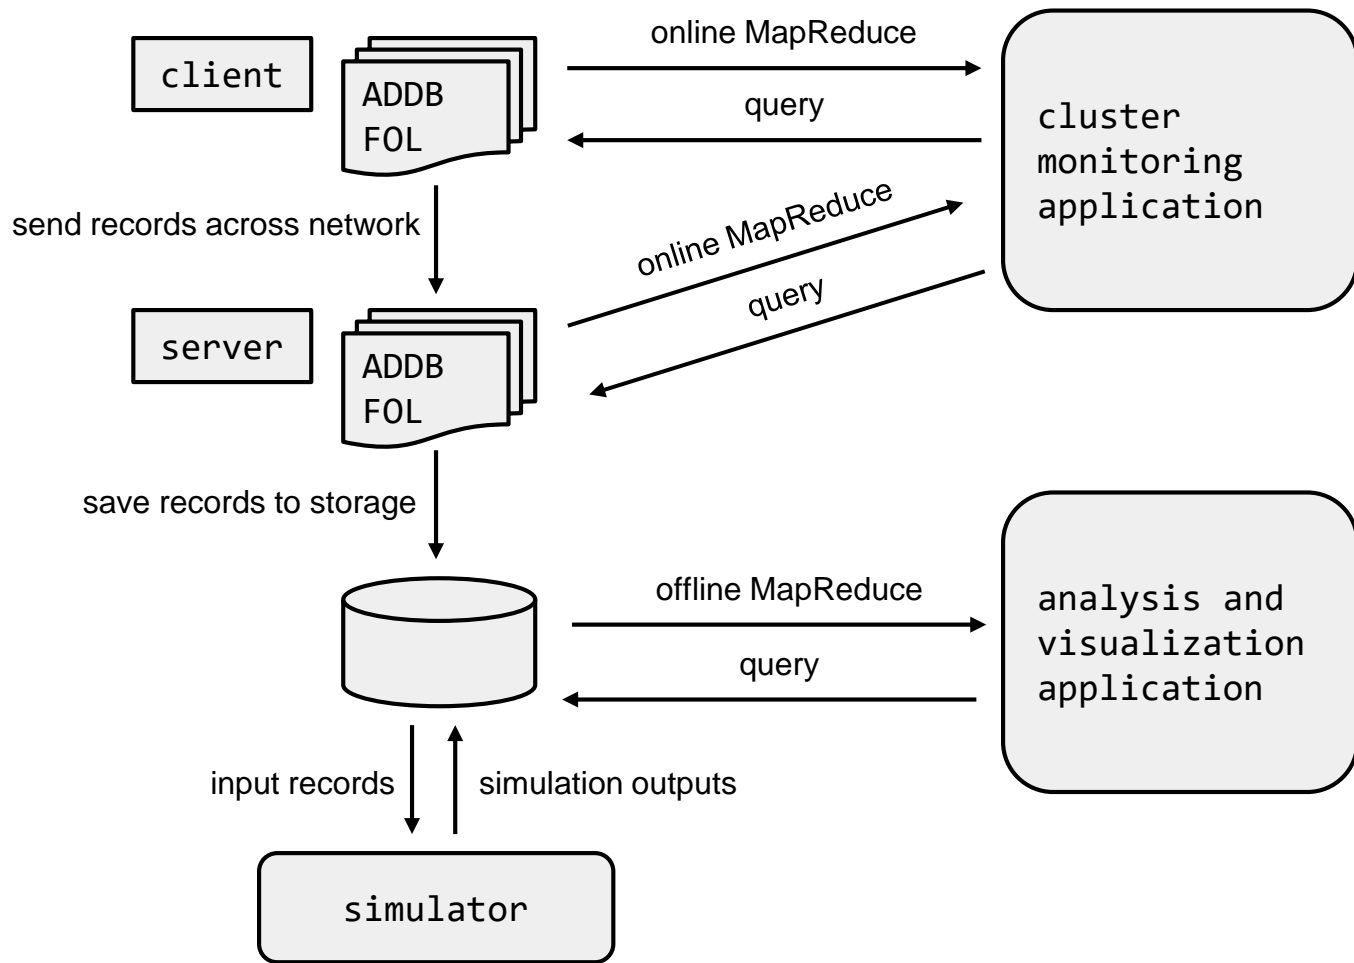 online MapReduce
client
ADDB
FOL
query
cluster
monitoring
application
send records across network
online MapReduce
query
server
ADDB
FOL
save records to storage
offline MapReduce
query
analysis and
visualization
application
input records
simulation outputs
simulator